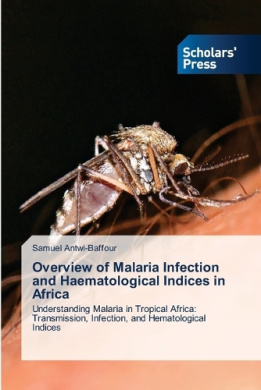 Scholars'
Press
Samuel Antwi-Baffour
Overview of Malaria Infection
and Haematological Indices in
Africa
Understanding Malaria in Tropical Africa:
Transmission, Infection, and Hematological
Indices